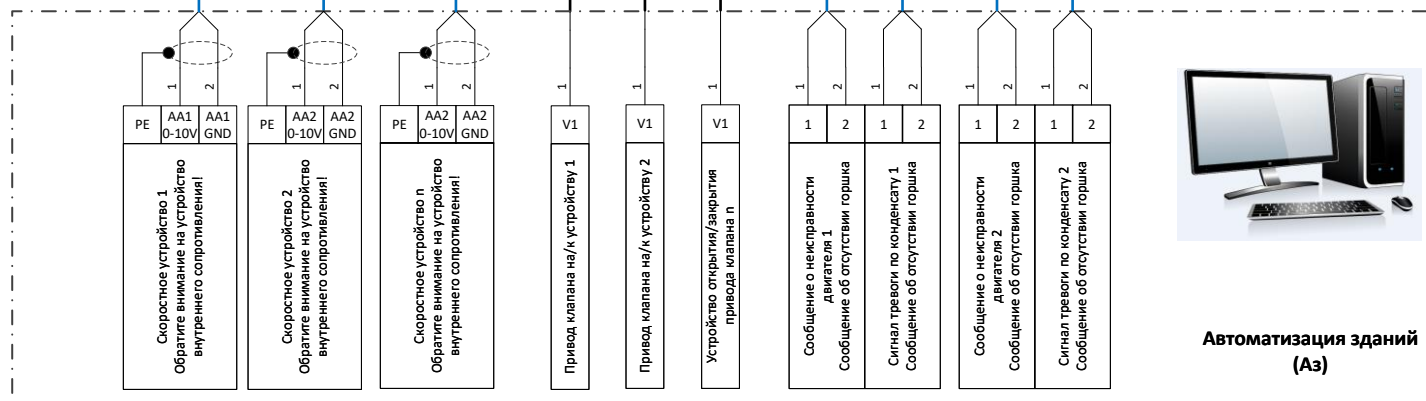 1 2 1 2 1 2 1 1 1 1 2 1 2 1 2 1 2
PE AA1 0-10V AA1 GND
PE AA2 0-10V AA2 GND
PE AA2 0-10V AA2 GND
V1
V1
V1
1 2 1 2
1 2 1 2
Скоростное устройство 1
Обратите внимание на устройство
внутреннего сопротивления!
Скоростное устройство 2
Обратите внимание на устройство
внутреннего сопротивления!
Скоростное устройство n
Обратите внимание на устройство
внутреннего сопротивления!
Привод клапана на/к устройству 1
Привод клапана на/к устройству 2
Устройство открытия/закрытия
привода клапана n
Сообщение о неисправности
двигателя 1
Сообщение об отсутствии горшка
Сигнал тревоги по конденсату 1
Сообщение об отсутствии горшка
Сообщение о неисправности
двигателя 2
Сообщение об отсутствии горшка
Сигнал тревоги по конденсату 2
Сообщение об отсутствии горшка
Автоматизация зданий
(Аз)